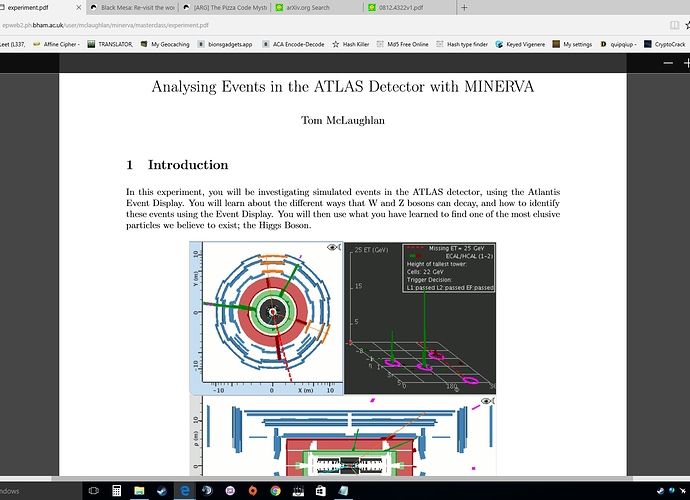 experiment.pdf
Black Mesa: Re-visit the wor
[ARG] The Pizza Code Myste
arXiv.org Search
0812.4322v1.pdf
epweb2.ph.bham.ac.uk/user/mclaughlan/minerva/masterclass/experiment.pdf
Leet (L337,
Affine Cipher -
TRANSLATOR,
My Geocaching
bionsgadgets.app
ACA Encode-Decode
Hash Killer
Md5 Free Online
Hash type finder
Keyed Vigenere
My settings
quipqiup -
CryptoCrack
Analysing Events in the ATLAS Detector with MINERVA
Tom McLaughlan
1 Introduction
In this experiment, you will be investigating simulated events in the ATLAS detector, using the Atlantis
Event Display. You will learn about the different ways that W and Z bosons can decay, and how to identify
these events using the Event Display. You will then use what you have learned to find one of the most elusive
particles we believe to exist; the Higgs Boson.
Y (m)
10
0
-10
-10
0
X (m)
10
25 ET (GeV)
15
5
Missing ET= 25 GeV
ECAL/HCAL (1-2)
Height of tallest tower:
Cells: 22 GeV
Trigger Decision:
L1:passed L2:passed EF:passed
η
180
ρ (m)
10
0
ndows